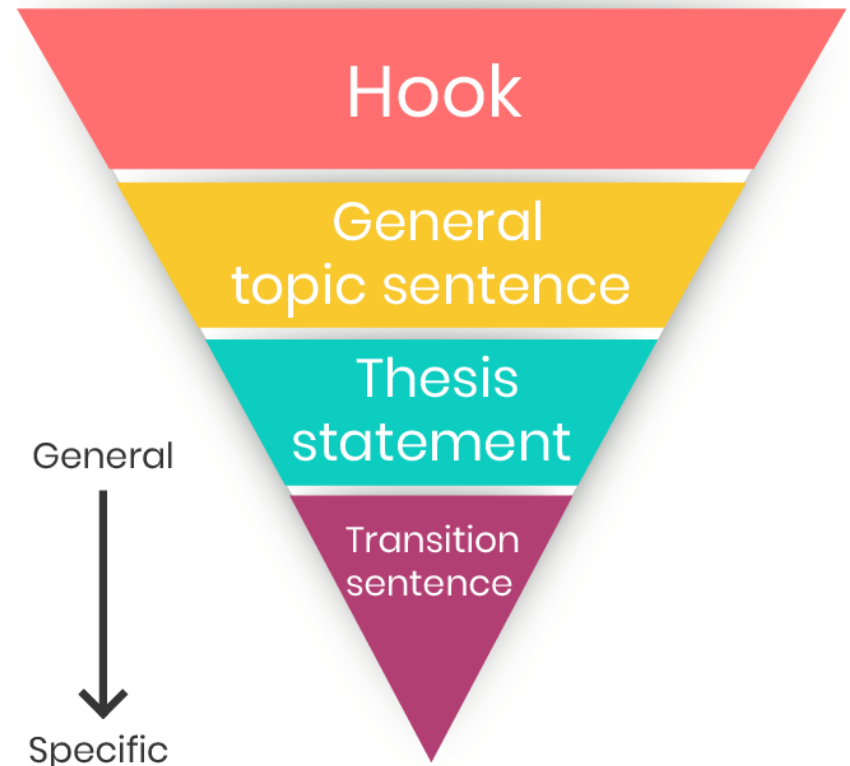 Hook
General
topic sentence
Thesis
statement
General
Transition
sentence
Specific